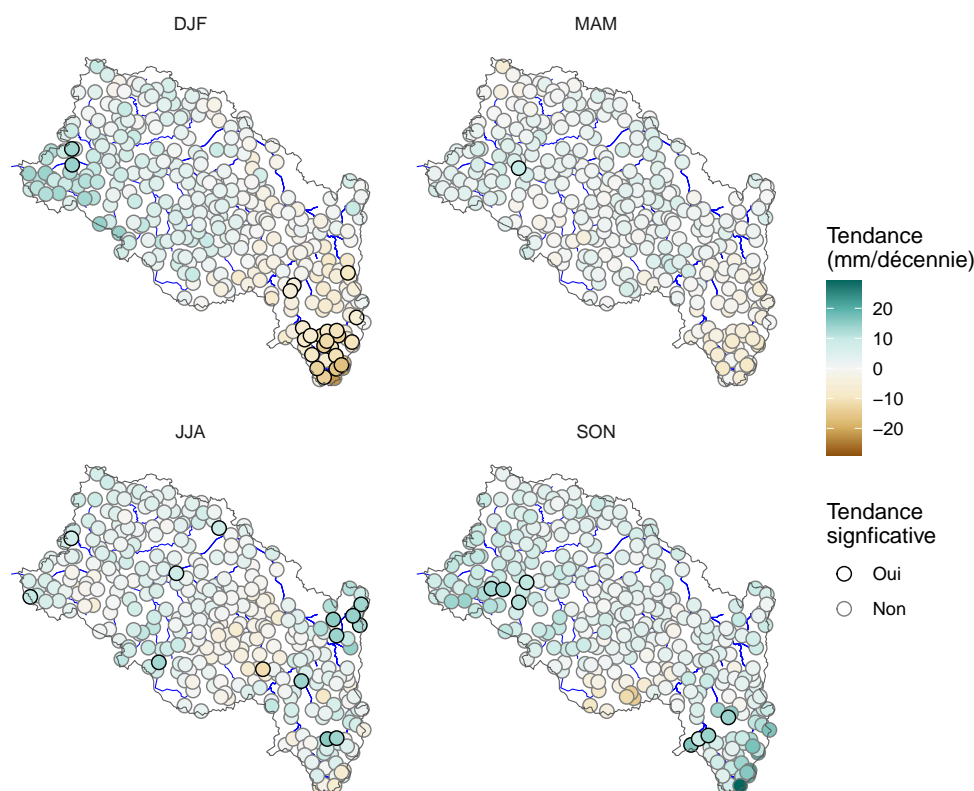 DJF
MAM
JJA
SON
Tendance
(mm/décennie)
20
10
0
−10
−20
Tendance
signficative
Oui
Non